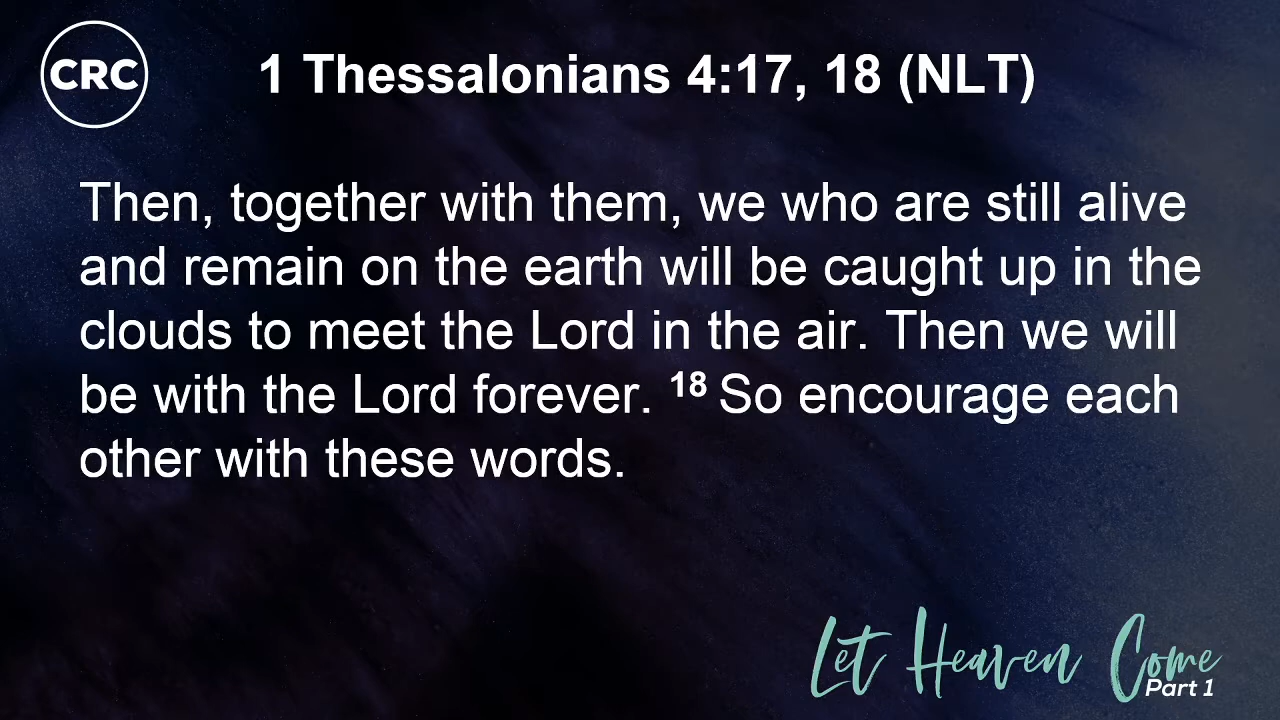 CRC
1 Thessalonians 4:17, 18 (NLT)
Then, together with them, we who are still alive
and remain on the earth will be caught up in the
clouds to meet the Lord in the air. Then we will
be with the Lord forever. 18 So encourage each
other with these words.
Let Heaven Come
Part 1